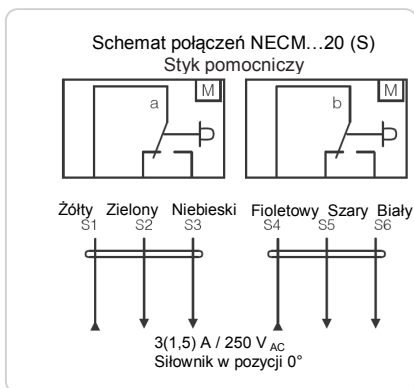 Schemat połączeń NECM...20 (S)
Styk pomocniczy
M M
a b
Żółty Zielony Niebieski Fioletowy Szary Biały
S1 S2 S3 S4 S5 S6
3(1,5) A / 250 V AC
Siłownik w pozycji 0°